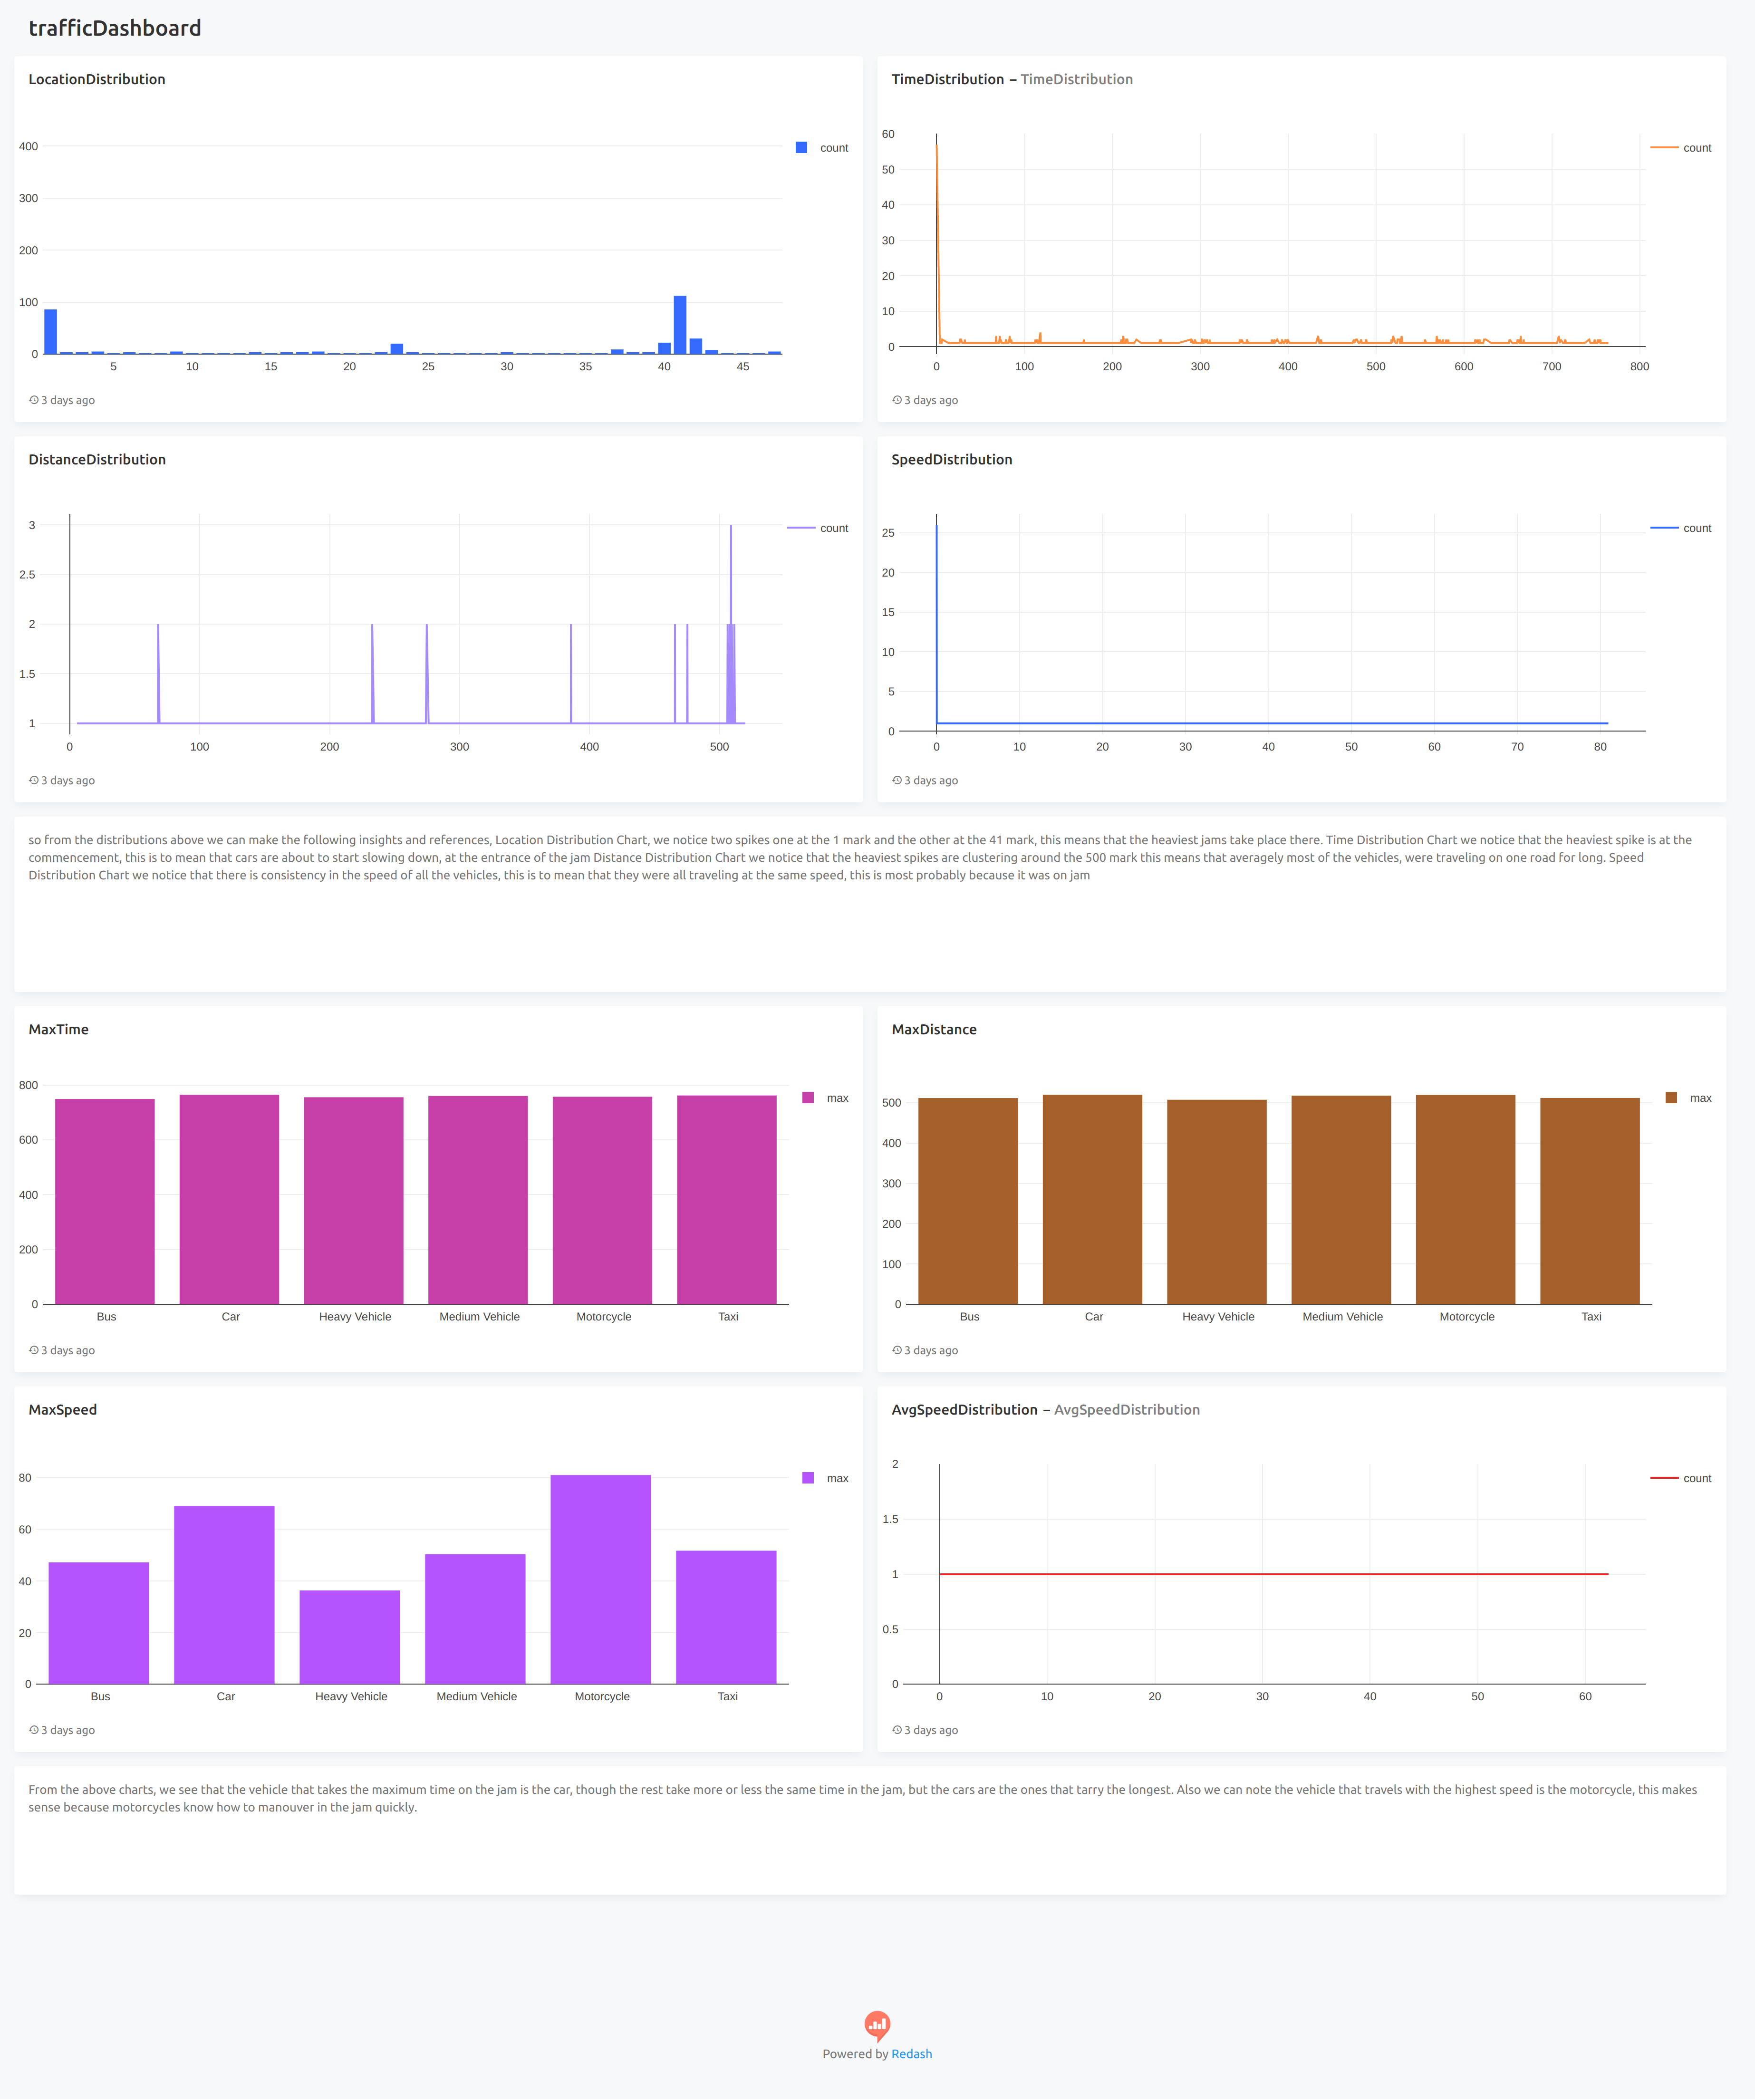 trafficDashboard
LocationDistribution
400
300
200
100
0
5
10
15
20
25
30
35
40
45
count
3 days ago
TimeDistribution – TimeDistribution
60
50
40
30
20
10
0
0
100
200
300
400
500
600
700
800
count
3 days ago
DistanceDistribution
3
2.5
2
1.5
1
0
100
200
300
400
500
count
3 days ago
SpeedDistribution
25
20
15
10
5
0
0
10
20
30
40
50
60
70
80
count
3 days ago
so from the distributions above we can make the following insights and references, Location Distribution Chart, we notice two spikes one at the 1 mark and the other at the 41 mark, this means that the heaviest jams take place there. Time Distribution Chart we notice that the heaviest spike is at the
commencement, this is to mean that cars are about to start slowing down, at the entrance of the jam Distance Distribution Chart we notice that the heaviest spikes are clustering around the 500 mark this means that averagely most of the vehicles, were traveling on one road for long. Speed
Distribution Chart we notice that there is consistency in the speed of all the vehicles, this is to mean that they were all traveling at the same speed, this is most probably because it was on jam
MaxTime
800
600
400
200
0
Bus
Car
Heavy Vehicle
Medium Vehicle
Motorcycle
Taxi
max
3 days ago
MaxDistance
500
400
300
200
100
0
Bus
Car
Heavy Vehicle
Medium Vehicle
Motorcycle
Taxi
max
3 days ago
MaxSpeed
80
60
40
20
0
Bus
Car
Heavy Vehicle
Medium Vehicle
Motorcycle
Taxi
max
3 days ago
AvgSpeedDistribution – AvgSpeedDistribution
2
1.5
1
0.5
0
0
10
20
30
40
50
60
count
3 days ago
From the above charts, we see that the vehicle that takes the maximum time on the jam is the car, though the rest take more or less the same time in the jam, but the cars are the ones that tarry the longest. Also we can note the vehicle that travels with the highest speed is the motorcycle, this makes
sense because motorcycles know how to manouver in the jam quickly.
Powered by Redash